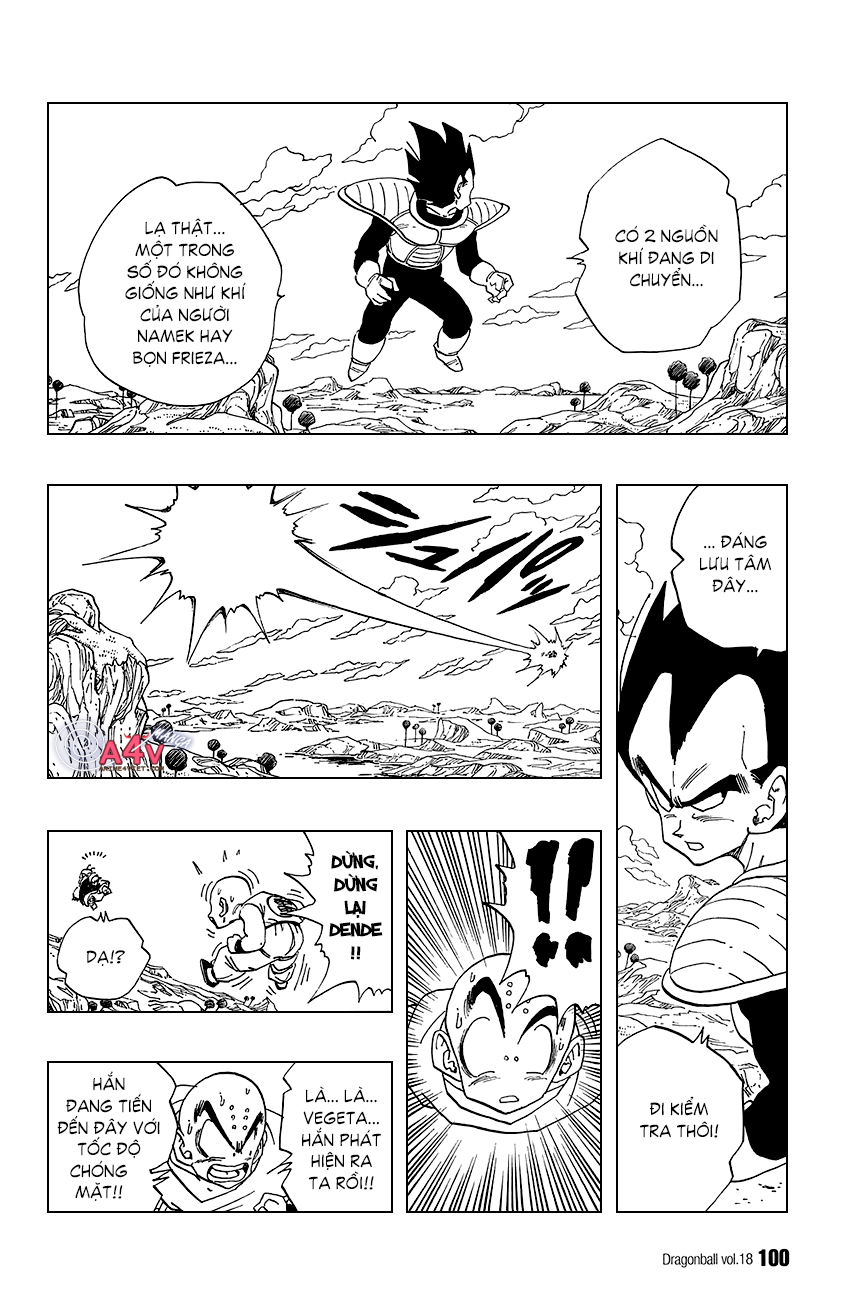 CÓ 2 NGUỒN
KHÍ ĐANG DI
CHUYỂN...
LẠ THẬT...
MỘT TRONG
SỐ ĐÓ KHÔNG
GIỐNG NHƯ KHÍ
CỦA NGƯỜI
NAMEK HAY
BỌN FRIEZA...
... ĐÁNG
LƯU TÂM
ĐÂY...
ĐI KIỂM
TRA THÔI!
A4V
!!
DỪNG,
DỪNG
LẠI
DENDE
!!
DẠ!?
LÀ... LÀ...
VEGETA...
HẮN PHÁT
HIỆN RA
TA RỒI!!
HẮN
ĐANG TIẾN
ĐẾN ĐÂY VỚI
TỐC ĐỘ
CHÓNG
MẶT!!
Dragonball vol.18 100